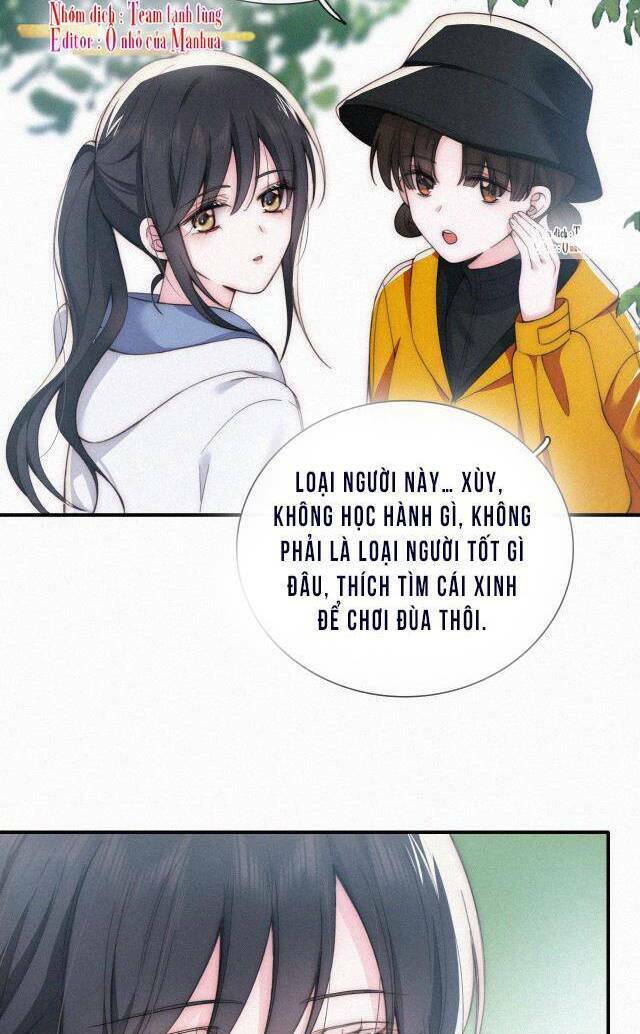 Nhóm dịch : Team lạnh lùng
Editor : Ổ nhỏ của Manhua
LOẠI NGƯỜI NÀY... XÙY,
KHÔNG HỌC HÀNH GÌ, KHÔNG
PHẢI LÀ LOẠI NGƯỜI TỐT GÌ
ĐÂU, THÍCH TÌM CÁI XINH
ĐỂ CHƠI ĐÙA THÔI.